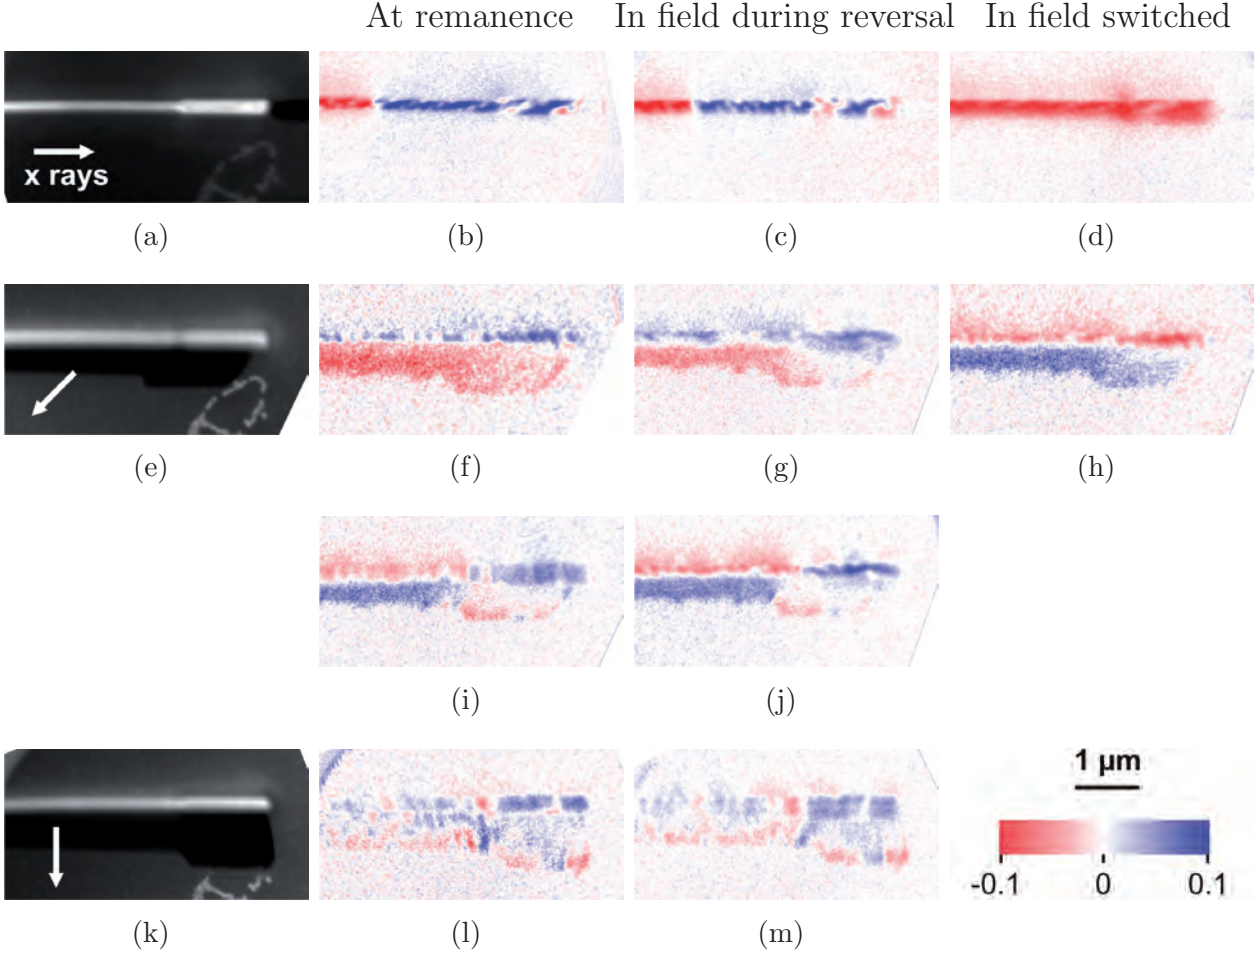 At remanence In field during reversal In field switched
x rays
(a) (b) (c) (d)
(e) (f) (g) (h)
(i) (j)
1 µm
-0.1 0 0.1
(k) (l) (m)